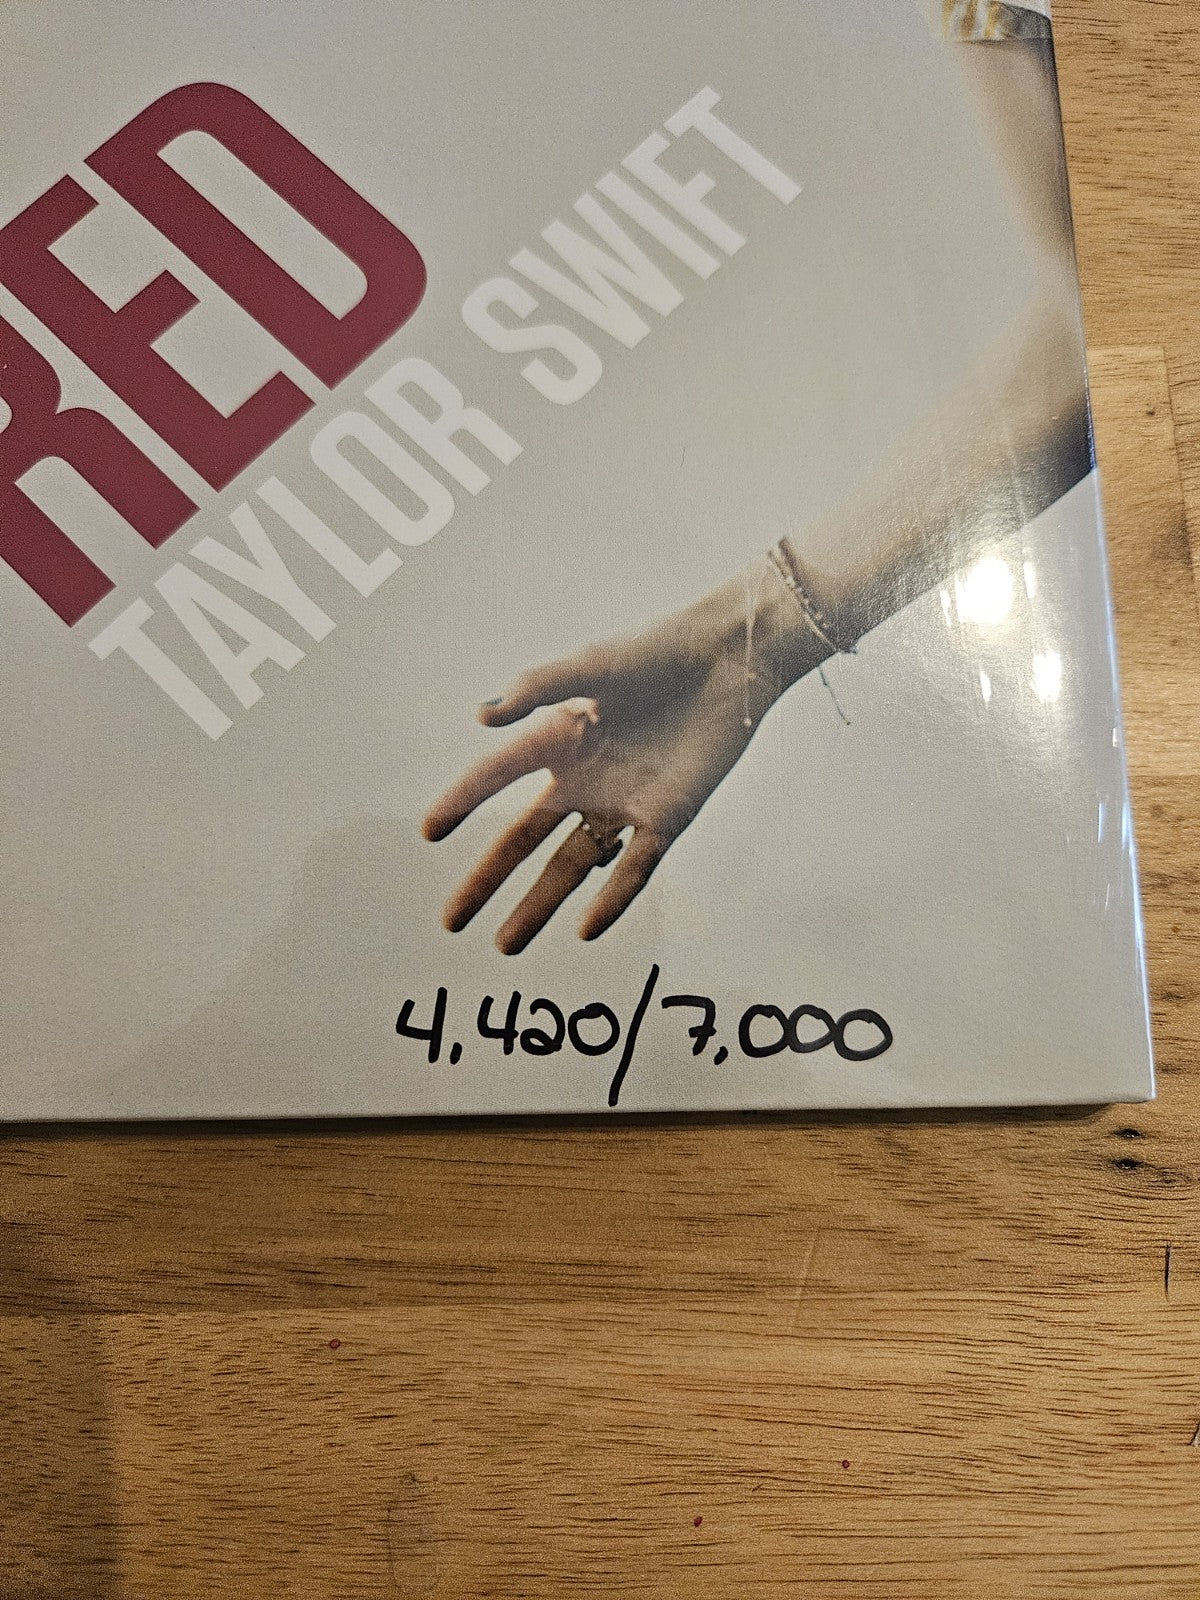 RED
TAYLOR SWIFT
4,420/7,000